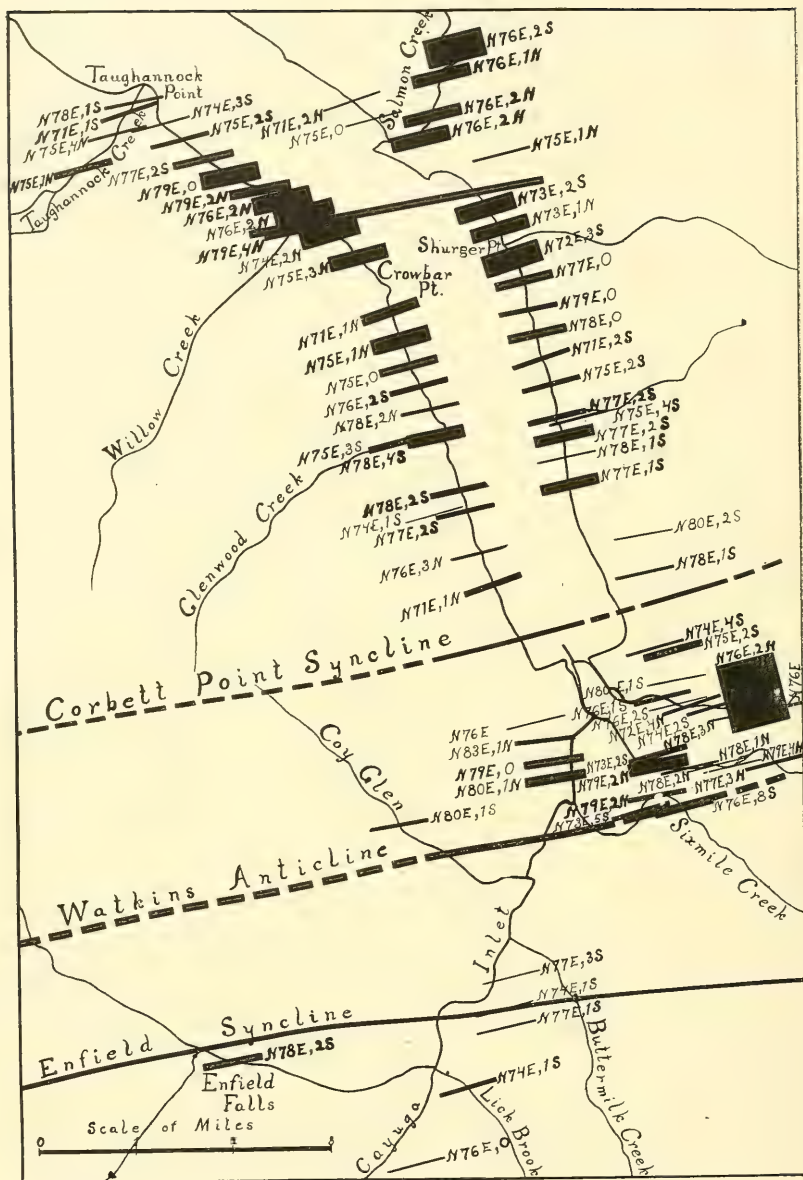 Salmon Creek
N76E,2S
N76E,1N
Taughannock
Point
N78E,1S
N71E,1S
N75E,4N
N75E,1N
Taughannock Creek
N74E,3S
N75E,2S
N71E,2N
N75E,0
N76E,2N
N76E,2N
N75E,1N
N77E,2S
N79E,0
N79E,2N
N76E,2N
N76E,2N
N79E,4N
N74E,2N
N75E,3N
N73E,2S
N73E,1N
Shurger Pt.
N72E,3S
N77E,0
Crowbar
Pt.
N79E,0
N78E,0
N71E,2S
N75E,2S
N71E,1N
N75E,1N
N75E,0
N76E,2S
N78E,2N
Willow Creek
N77E,2S
N75E,4S
N77E,2S
N78E,1S
N77E,1S
N75E,3S
N78E,4S
N78E,2S
N74E,1S
N77E,2S
Glenwood Creek
N80E,2S
N78E,1S
N76E,3N
N71E,1N
Corbett Point Syncline
N74E,4S
N75E,2S
N76E,2N
N76E
N80E,1S
N76E,1S
N76E,2S
N72E,4N
N74E,2S
N78E,3N
N78E,1N
N79E,4N
N76E
N83E,1N
N79E,0
N80E,1N
N73E,2S
N79E,2N
N78E,2N
N77E,3N
N79E,2N
N76E,8S
N73E,5S
Coy Glen
N80E,1S
Watkins Anticline
Sixmile Creek
Inlet
N77E,3S
N74E,1S
N77E,1S
Enfield Syncline
N78E,2S
Enfield
Falls
N74E,1S
Buttermilk Creek
Lick Brook
Scale of Miles
0
Cayuga
N76E,0